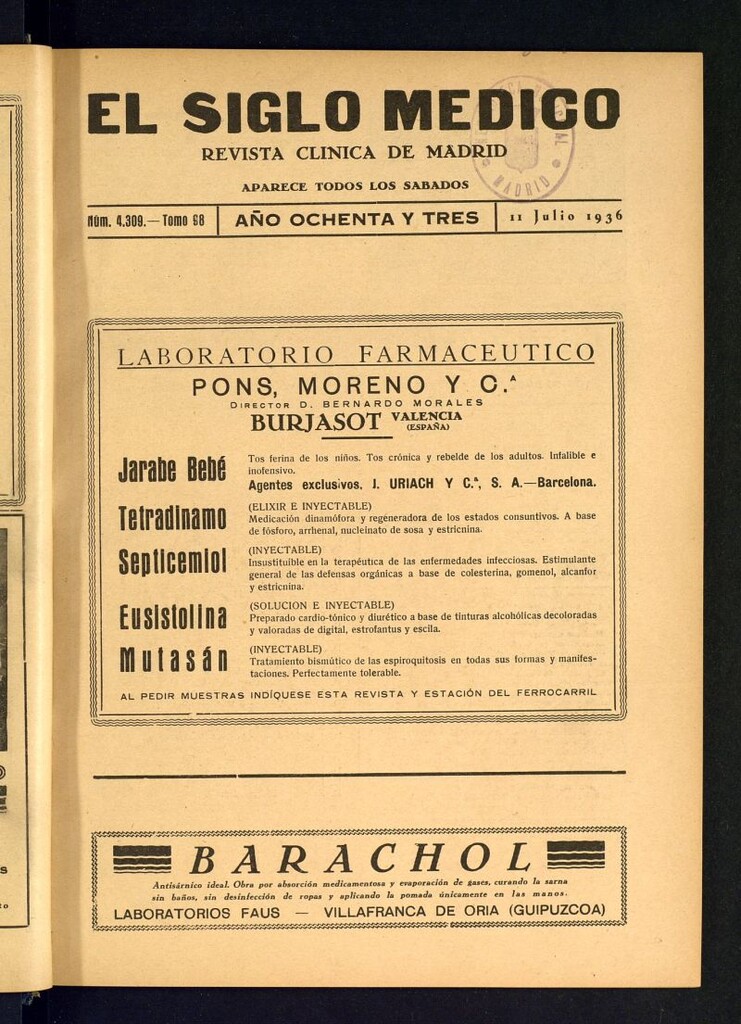 EL SIGLO MEDICO
REVISTA CLINICA DE MADRID
APARECE TODOS LOS SABADOS
Núm. 4.309.—Tomo 98
AÑO OCHENTA Y TRES
11 Julio 1936
MADRID
LABORATORIO FARMACEUTICO
PONS, MORENO Y C.ª
DIRECTOR D. BERNARDO MORALES
BURJASOT VALENCIA
(ESPAÑA)
Jarabe Bebé
Tos ferina de los niños. Tos crónica y rebelde de los adultos. Infalible e
inofensivo.
Agentes exclusivos, J. URIACH Y C.ª, S. A.—Barcelona.
Tetradinamo
(ELIXIR E INYECTABLE)
Medicación dinamófora y regeneradora de los estados consuntivos. A base
de fósforo, arrhenal, nucleinato de sosa y estricnina.
Septicemiol
(INYECTABLE)
Insustituible en la terapéutica de las enfermedades infecciosas. Estimulante
general de las defensas orgánicas a base de colesterina, gomenol, alcanfor
y estricnina.
Eusistolina
(SOLUCION E INYECTABLE)
Preparado cardio-tónico y diurético a base de tinturas alcohólicas decoloradas
y valoradas de digital, estrofantus y escila.
Mutasán
(INYECTABLE)
Tratamiento bismútico de las espiroquitosis en todas sus formas y manifes-
taciones. Perfectamente tolerable.
AL PEDIR MUESTRAS INDÍQUESE ESTA REVISTA Y ESTACIÓN DEL FERROCARRIL
BARACHOL
Antisárnico ideal. Obra por absorción medicamentosa y evaporación de gases, curando la sarna
sin baños, sin desinfección de ropas y aplicando la pomada únicamente en las manos.
LABORATORIOS FAUS — VILLAFRANCA DE ORIA (GUIPUZCOA)